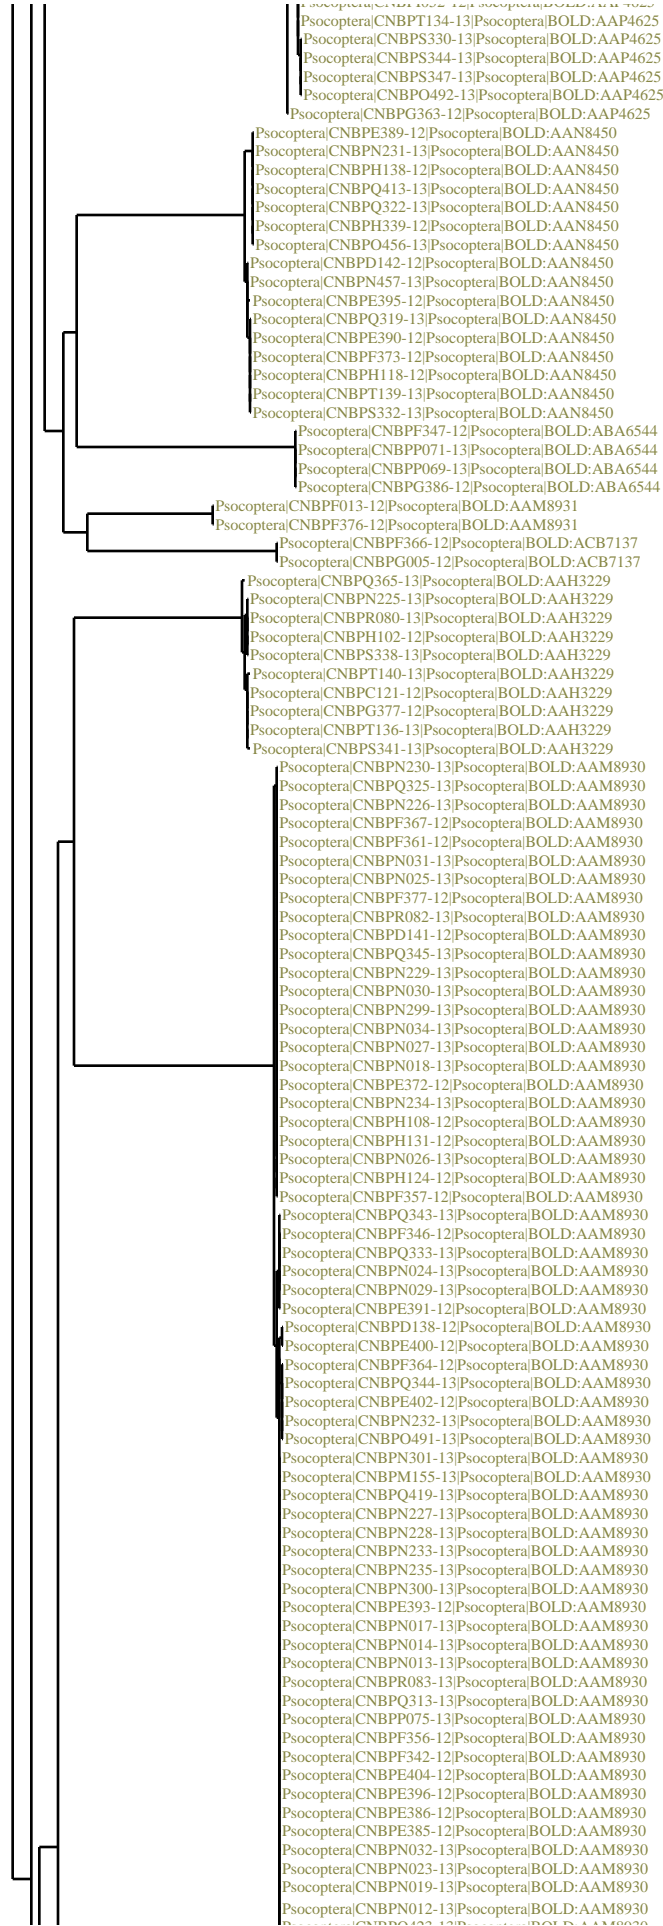 Psocoptera|CNBPT134-13|Psocoptera|BOLD:AAP4625
Psocoptera|CNBPS330-13|Psocoptera|BOLD:AAP4625
Psocoptera|CNBPS344-13|Psocoptera|BOLD:AAP4625
Psocoptera|CNBPS347-13|Psocoptera|BOLD:AAP4625
Psocoptera|CNBPO492-13|Psocoptera|BOLD:AAP4625
Psocoptera|CNBPG363-12|Psocoptera|BOLD:AAP4625
Psocoptera|CNBPE389-12|Psocoptera|BOLD:AAN8450
Psocoptera|CNBPN231-13|Psocoptera|BOLD:AAN8450
Psocoptera|CNBPH138-12|Psocoptera|BOLD:AAN8450
Psocoptera|CNBPQ413-13|Psocoptera|BOLD:AAN8450
Psocoptera|CNBPQ322-13|Psocoptera|BOLD:AAN8450
Psocoptera|CNBPH339-12|Psocoptera|BOLD:AAN8450
Psocoptera|CNBPO456-13|Psocoptera|BOLD:AAN8450
Psocoptera|CNBPD142-12|Psocoptera|BOLD:AAN8450
Psocoptera|CNBPN457-13|Psocoptera|BOLD:AAN8450
Psocoptera|CNBPE395-12|Psocoptera|BOLD:AAN8450
Psocoptera|CNBPQ319-13|Psocoptera|BOLD:AAN8450
Psocoptera|CNBPE390-12|Psocoptera|BOLD:AAN8450
Psocoptera|CNBPF373-12|Psocoptera|BOLD:AAN8450
Psocoptera|CNBPH118-12|Psocoptera|BOLD:AAN8450
Psocoptera|CNBPT139-13|Psocoptera|BOLD:AAN8450
Psocoptera|CNBPS332-13|Psocoptera|BOLD:AAN8450
Psocoptera|CNBPF347-12|Psocoptera|BOLD:ABA6544
Psocoptera|CNBPP071-13|Psocoptera|BOLD:ABA6544
Psocoptera|CNBPP069-13|Psocoptera|BOLD:ABA6544
Psocoptera|CNBPG386-12|Psocoptera|BOLD:ABA6544
Psocoptera|CNBPF013-12|Psocoptera|BOLD:AAM8931
Psocoptera|CNBPF376-12|Psocoptera|BOLD:AAM8931
Psocoptera|CNBPF366-12|Psocoptera|BOLD:ACB7137
Psocoptera|CNBPG005-12|Psocoptera|BOLD:ACB7137
Psocoptera|CNBPQ365-13|Psocoptera|BOLD:AAH3229
Psocoptera|CNBPN225-13|Psocoptera|BOLD:AAH3229
Psocoptera|CNBPR080-13|Psocoptera|BOLD:AAH3229
Psocoptera|CNBPH102-12|Psocoptera|BOLD:AAH3229
Psocoptera|CNBPS338-13|Psocoptera|BOLD:AAH3229
Psocoptera|CNBPT140-13|Psocoptera|BOLD:AAH3229
Psocoptera|CNBPC121-12|Psocoptera|BOLD:AAH3229
Psocoptera|CNBPG377-12|Psocoptera|BOLD:AAH3229
Psocoptera|CNBPT136-13|Psocoptera|BOLD:AAH3229
Psocoptera|CNBPS341-13|Psocoptera|BOLD:AAH3229
Psocoptera|CNBPN230-13|Psocoptera|BOLD:AAM8930
Psocoptera|CNBPQ325-13|Psocoptera|BOLD:AAM8930
Psocoptera|CNBPN226-13|Psocoptera|BOLD:AAM8930
Psocoptera|CNBPF367-12|Psocoptera|BOLD:AAM8930
Psocoptera|CNBPF361-12|Psocoptera|BOLD:AAM8930
Psocoptera|CNBPN031-13|Psocoptera|BOLD:AAM8930
Psocoptera|CNBPN025-13|Psocoptera|BOLD:AAM8930
Psocoptera|CNBPF377-12|Psocoptera|BOLD:AAM8930
Psocoptera|CNBPR082-13|Psocoptera|BOLD:AAM8930
Psocoptera|CNBPD141-12|Psocoptera|BOLD:AAM8930
Psocoptera|CNBPQ345-13|Psocoptera|BOLD:AAM8930
Psocoptera|CNBPN229-13|Psocoptera|BOLD:AAM8930
Psocoptera|CNBPN030-13|Psocoptera|BOLD:AAM8930
Psocoptera|CNBPN299-13|Psocoptera|BOLD:AAM8930
Psocoptera|CNBPN034-13|Psocoptera|BOLD:AAM8930
Psocoptera|CNBPN027-13|Psocoptera|BOLD:AAM8930
Psocoptera|CNBPN018-13|Psocoptera|BOLD:AAM8930
Psocoptera|CNBPE372-12|Psocoptera|BOLD:AAM8930
Psocoptera|CNBPN234-13|Psocoptera|BOLD:AAM8930
Psocoptera|CNBPH108-12|Psocoptera|BOLD:AAM8930
Psocoptera|CNBPH131-12|Psocoptera|BOLD:AAM8930
Psocoptera|CNBPN026-13|Psocoptera|BOLD:AAM8930
Psocoptera|CNBPH124-12|Psocoptera|BOLD:AAM8930
Psocoptera|CNBPF357-12|Psocoptera|BOLD:AAM8930
Psocoptera|CNBPQ343-13|Psocoptera|BOLD:AAM8930
Psocoptera|CNBPF346-12|Psocoptera|BOLD:AAM8930
Psocoptera|CNBPQ333-13|Psocoptera|BOLD:AAM8930
Psocoptera|CNBPN024-13|Psocoptera|BOLD:AAM8930
Psocoptera|CNBPN029-13|Psocoptera|BOLD:AAM8930
Psocoptera|CNBPE391-12|Psocoptera|BOLD:AAM8930
Psocoptera|CNBPD138-12|Psocoptera|BOLD:AAM8930
Psocoptera|CNBPE400-12|Psocoptera|BOLD:AAM8930
Psocoptera|CNBPF364-12|Psocoptera|BOLD:AAM8930
Psocoptera|CNBPQ344-13|Psocoptera|BOLD:AAM8930
Psocoptera|CNBPE402-12|Psocoptera|BOLD:AAM8930
Psocoptera|CNBPN232-13|Psocoptera|BOLD:AAM8930
Psocoptera|CNBPO491-13|Psocoptera|BOLD:AAM8930
Psocoptera|CNBPN301-13|Psocoptera|BOLD:AAM8930
Psocoptera|CNBPM155-13|Psocoptera|BOLD:AAM8930
Psocoptera|CNBPQ419-13|Psocoptera|BOLD:AAM8930
Psocoptera|CNBPN227-13|Psocoptera|BOLD:AAM8930
Psocoptera|CNBPN228-13|Psocoptera|BOLD:AAM8930
Psocoptera|CNBPN233-13|Psocoptera|BOLD:AAM8930
Psocoptera|CNBPN235-13|Psocoptera|BOLD:AAM8930
Psocoptera|CNBPN300-13|Psocoptera|BOLD:AAM8930
Psocoptera|CNBPE393-12|Psocoptera|BOLD:AAM8930
Psocoptera|CNBPN017-13|Psocoptera|BOLD:AAM8930
Psocoptera|CNBPN014-13|Psocoptera|BOLD:AAM8930
Psocoptera|CNBPN013-13|Psocoptera|BOLD:AAM8930
Psocoptera|CNBPR083-13|Psocoptera|BOLD:AAM8930
Psocoptera|CNBPQ313-13|Psocoptera|BOLD:AAM8930
Psocoptera|CNBPP075-13|Psocoptera|BOLD:AAM8930
Psocoptera|CNBPF356-12|Psocoptera|BOLD:AAM8930
Psocoptera|CNBPF342-12|Psocoptera|BOLD:AAM8930
Psocoptera|CNBPE404-12|Psocoptera|BOLD:AAM8930
Psocoptera|CNBPE396-12|Psocoptera|BOLD:AAM8930
Psocoptera|CNBPE386-12|Psocoptera|BOLD:AAM8930
Psocoptera|CNBPE385-12|Psocoptera|BOLD:AAM8930
Psocoptera|CNBPN032-13|Psocoptera|BOLD:AAM8930
Psocoptera|CNBPN023-13|Psocoptera|BOLD:AAM8930
Psocoptera|CNBPN019-13|Psocoptera|BOLD:AAM8930
Psocoptera|CNBPN012-13|Psocoptera|BOLD:AAM8930